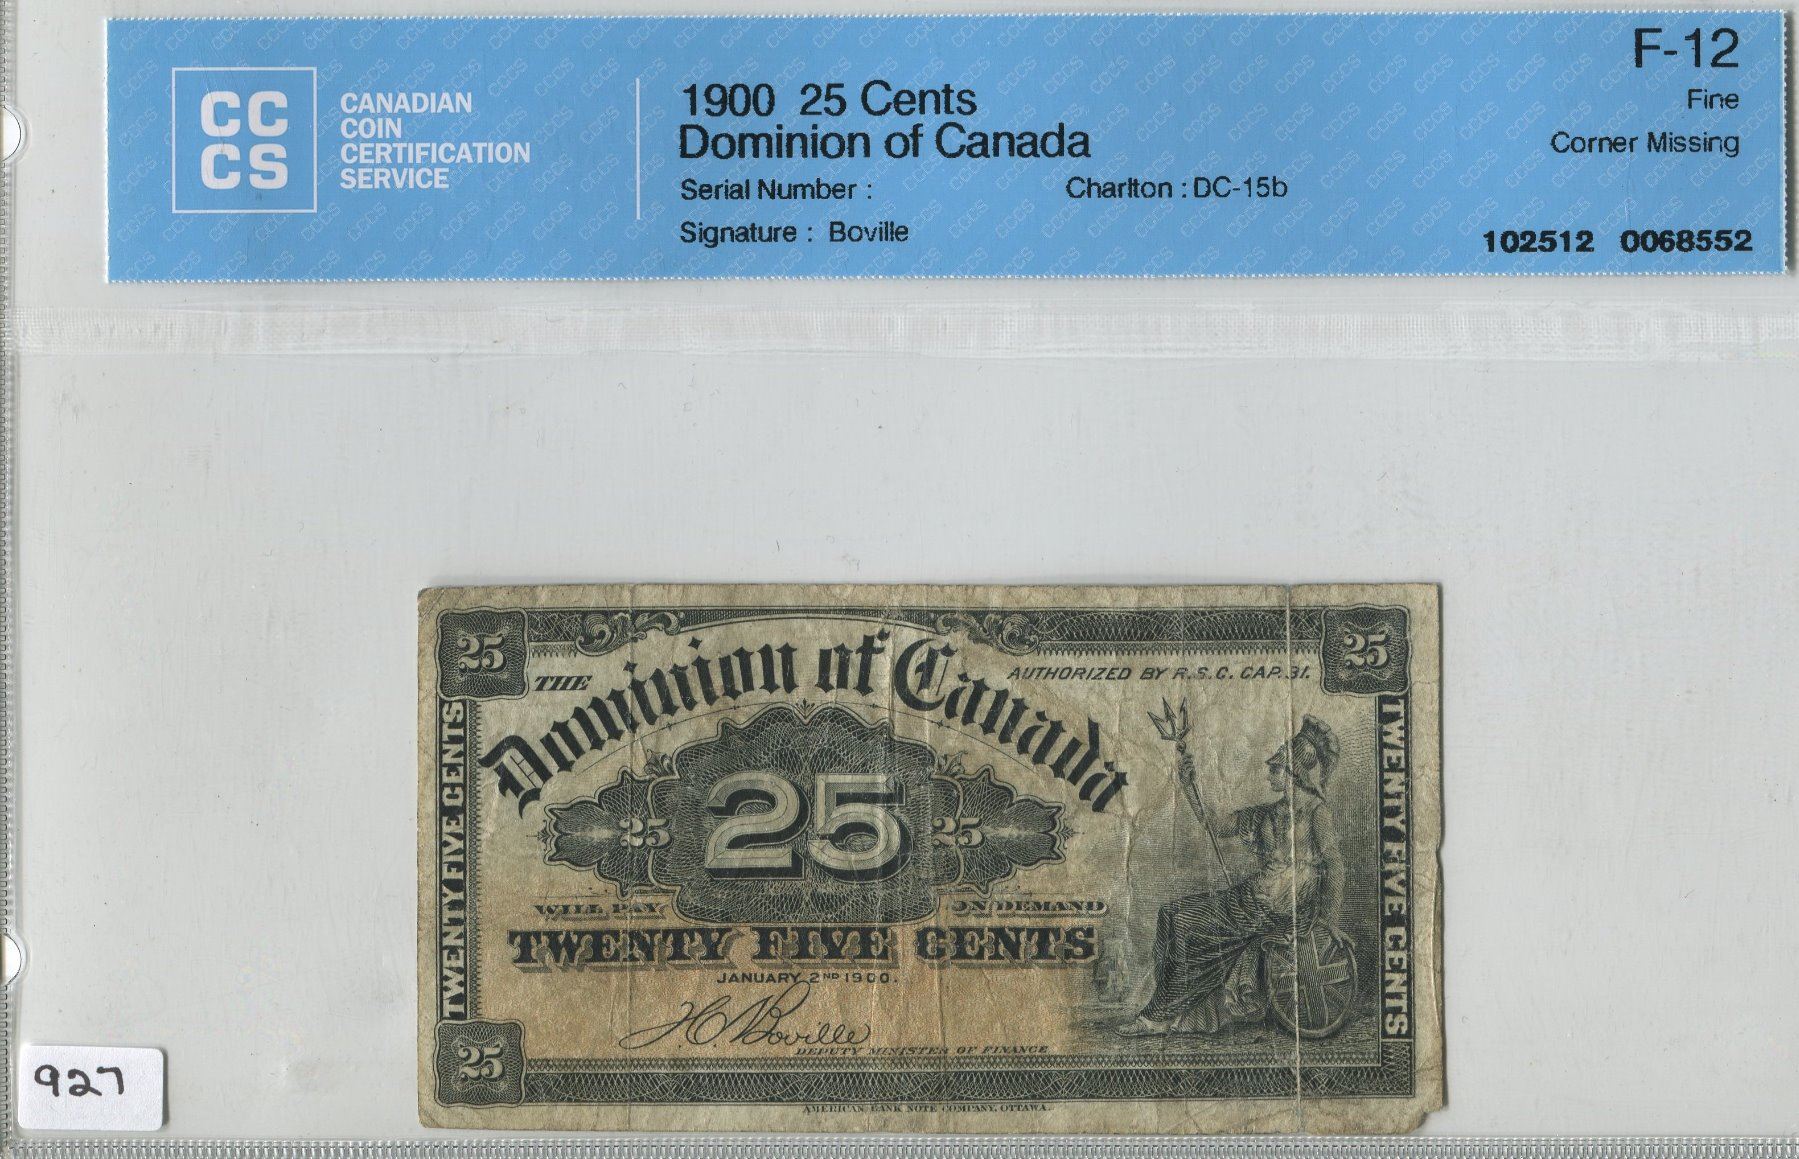 CC
CS
CANADIAN
COIN
CERTIFICATION
SERVICE
1900 25 Cents
Dominion of Canada
Serial Number :
Charlton : DC-15b
Signature : Boville
F-12
Fine
Corner Missing
102512 0068552
25
25
THE
Dominion of Canada
AUTHORIZED BY R.S.C. CAP. 31.
TWENTY FIVE CENTS
TWENTY FIVE CENTS
25
25
25
WILL PAY ON DEMAND
TWENTY FIVE CENTS
JANUARY 2ND 1900.
H C Boville
DEPUTY MINISTER OF FINANCE
25
AMERICAN BANK NOTE COMPANY, OTTAWA.
927